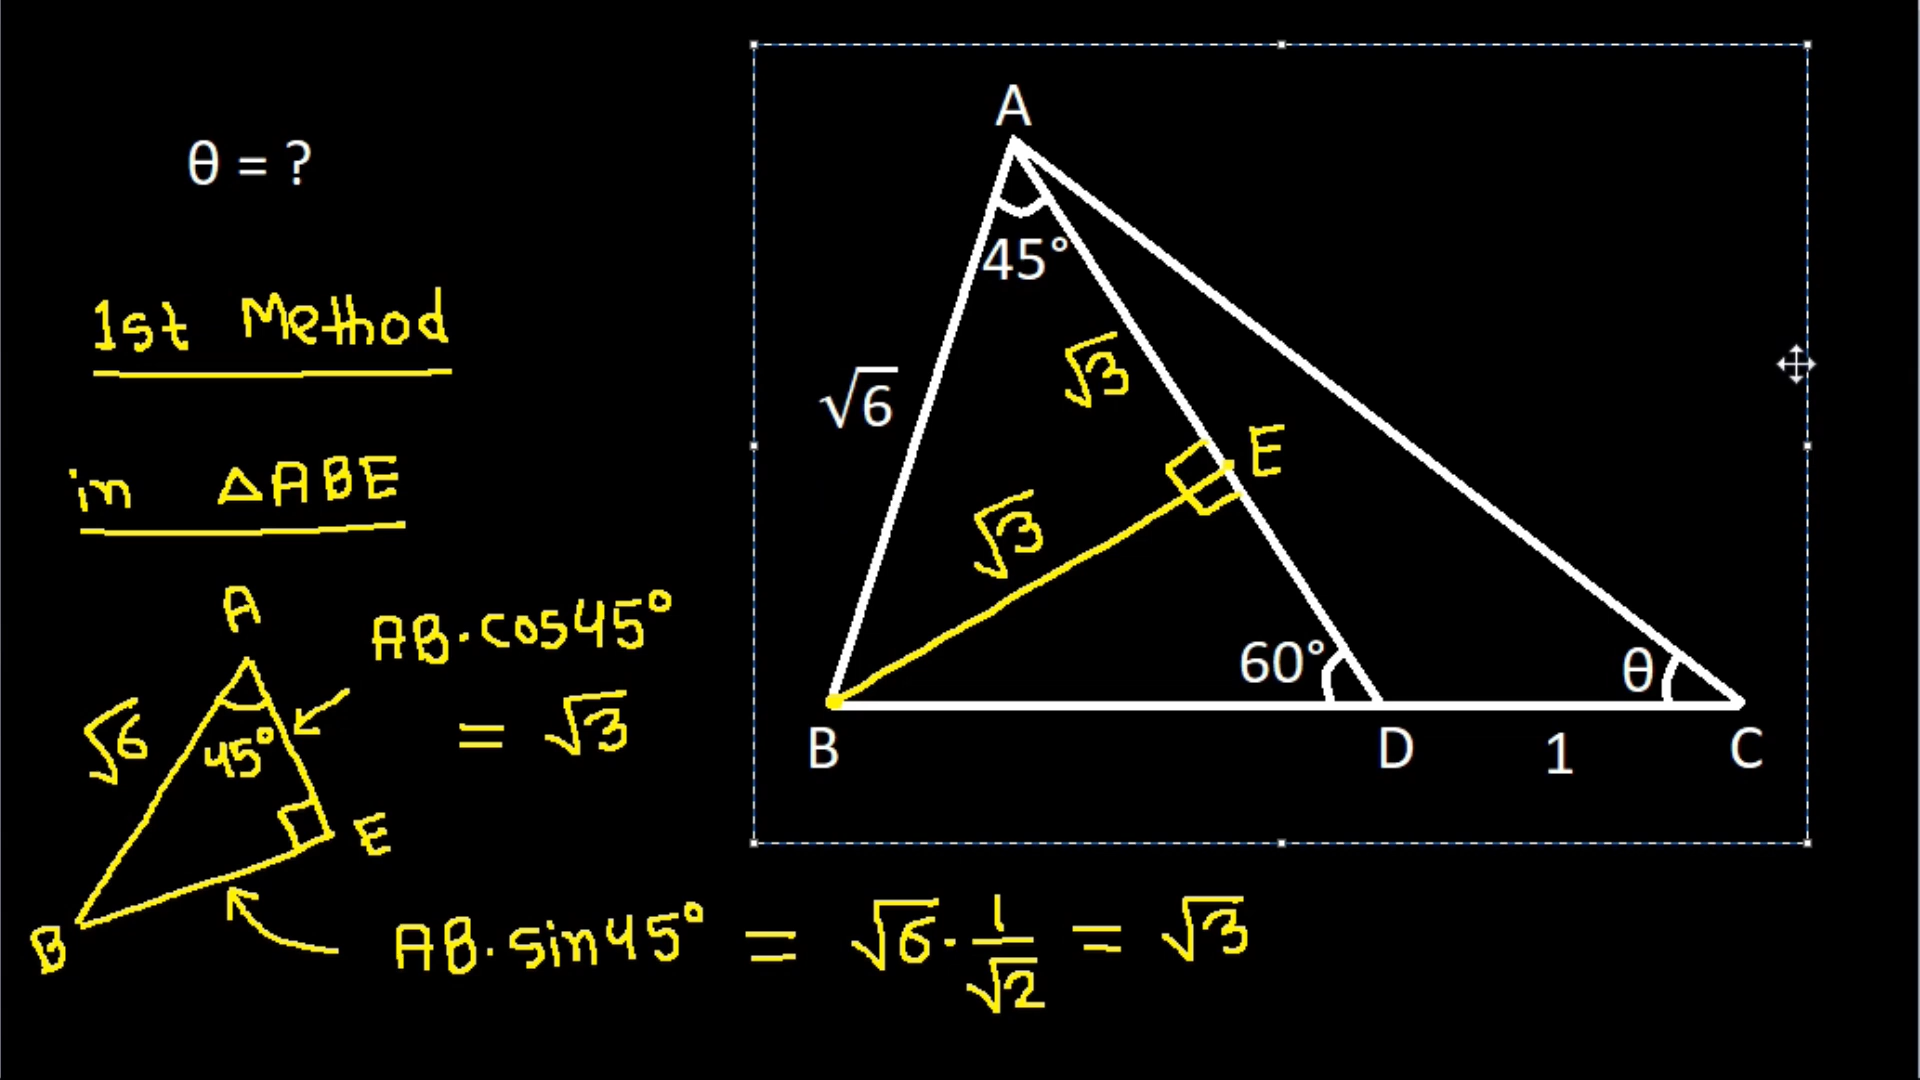 θ = ?
1st Method
in △ABE
A
AB·cos45°
= √3
√6
45°
E
B
AB·sin45° = √6·1/√2 = √3
A
45°
√3
√6
E
√3
60°
θ
B
D
1
C